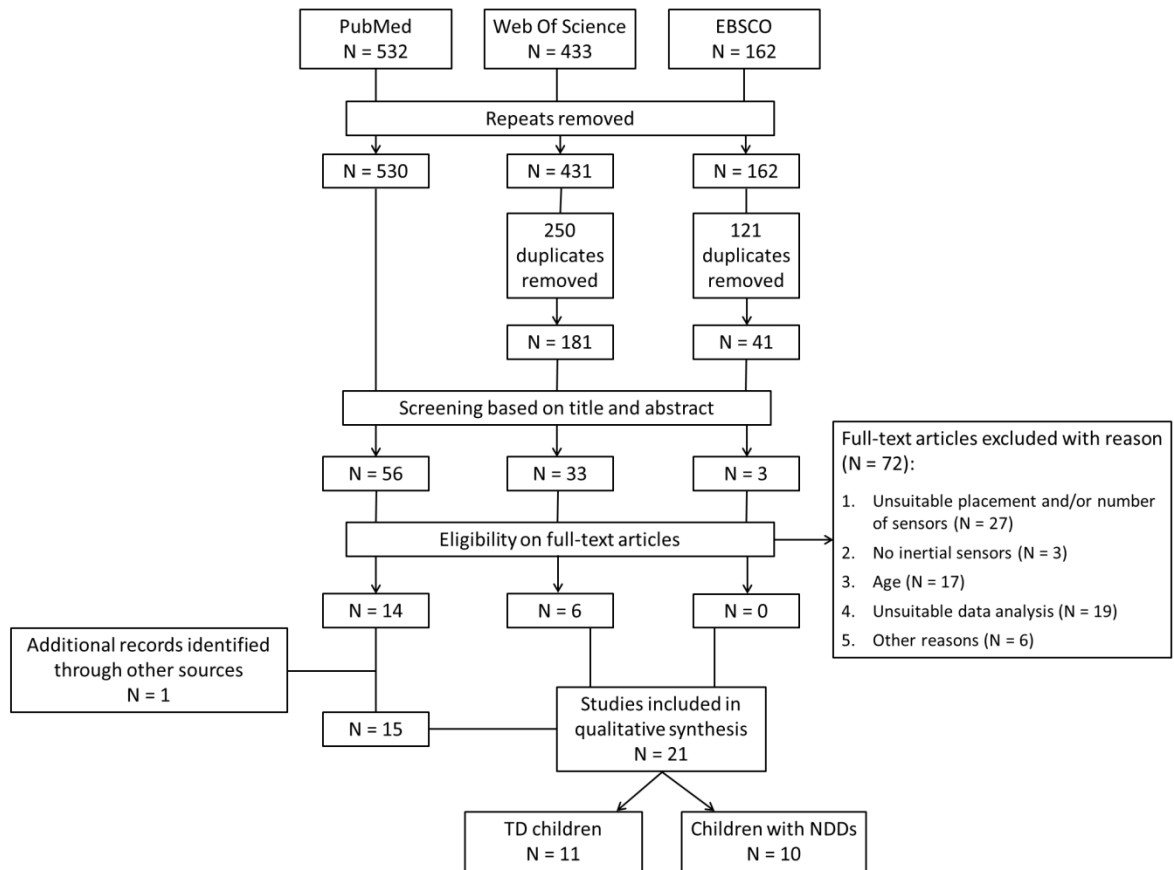 PubMed
N = 532
Web Of Science
N = 433
EBSCO
N = 162
Repeats removed
N = 530
N = 431
N = 162
250
duplicates
removed
121
duplicates
removed
N = 181
N = 41
Screening based on title and abstract
N = 56
N = 33
N = 3
Full-text articles excluded with reason
(N = 72):
1. Unsuitable placement and/or number
of sensors (N = 27)
2. No inertial sensors (N = 3)
3. Age (N = 17)
4. Unsuitable data analysis (N = 19)
5. Other reasons (N = 6)
Eligibility on full-text articles
N = 14
N = 6
N = 0
Additional records identified
through other sources
N = 1
N = 15
Studies included in
qualitative synthesis
N = 21
TD children
N = 11
Children with NDDs
N = 10